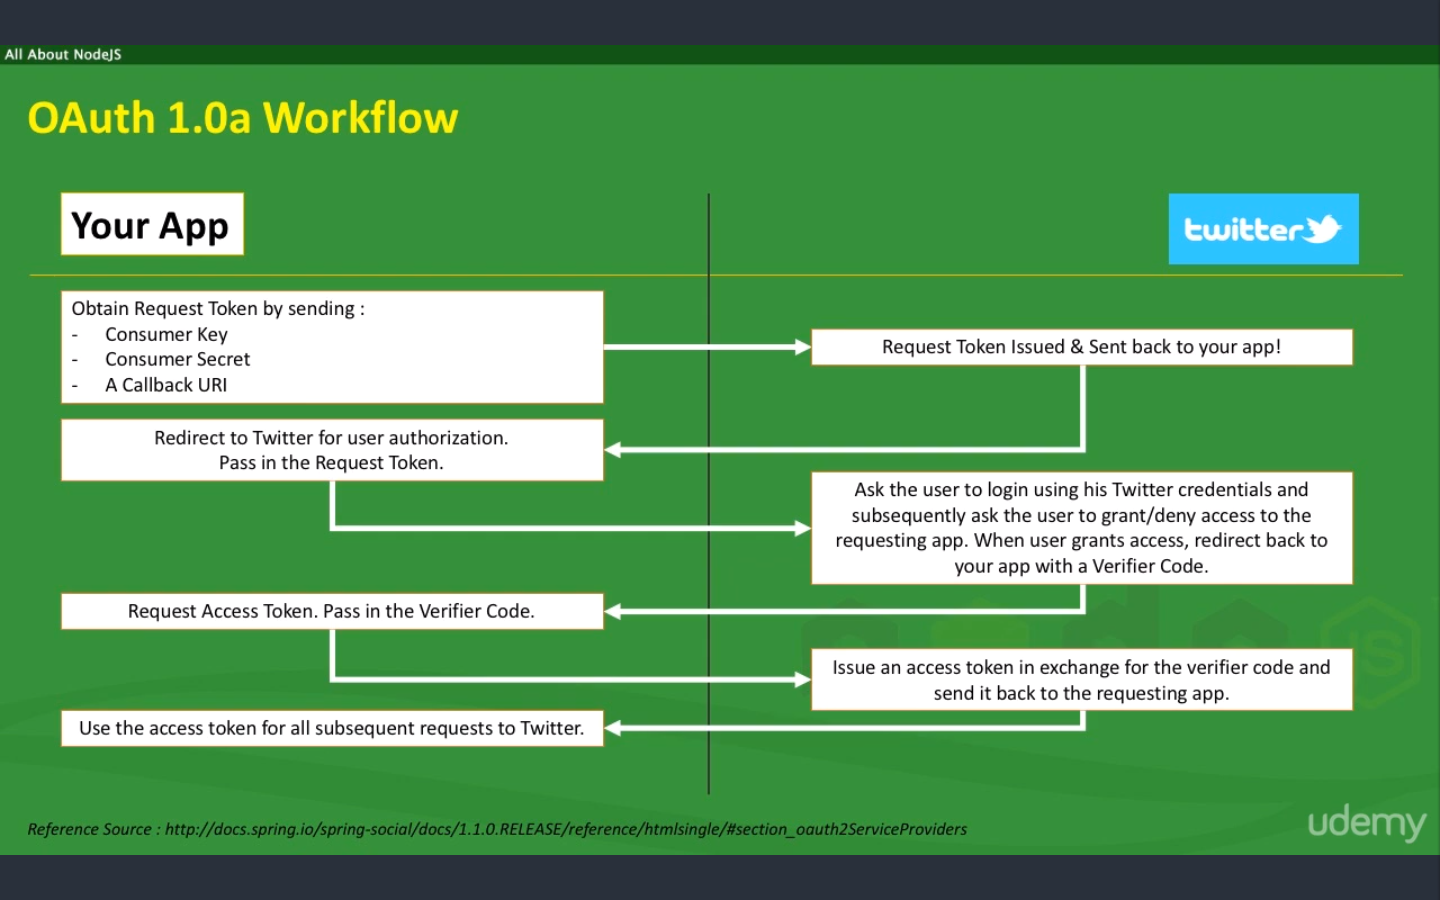 All About NodeJS
OAuth 1.0a Workflow
Your App
twitter
Obtain Request Token by sending :
- Consumer Key
- Consumer Secret
- A Callback URI
Request Token Issued & Sent back to your app!
Redirect to Twitter for user authorization.
Pass in the Request Token.
Ask the user to login using his Twitter credentials and
subsequently ask the user to grant/deny access to the
requesting app. When user grants access, redirect back to
your app with a Verifier Code.
Request Access Token. Pass in the Verifier Code.
Issue an access token in exchange for the verifier code and
send it back to the requesting app.
Use the access token for all subsequent requests to Twitter.
JS
Reference Source : http://docs.spring.io/spring-social/docs/1.1.0.RELEASE/reference/htmlsingle/#section_oauth2ServiceProviders
udemy